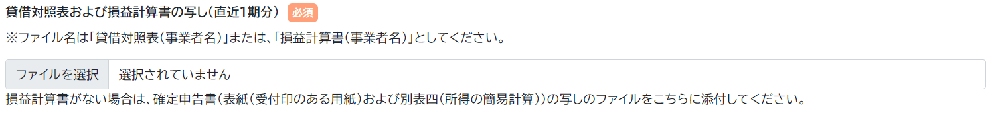 貸借対照表および損益計算書の写し（直近1期分） 必須
※ファイル名は「貸借対照表（事業者名）」または、「損益計算書（事業者名）」としてください。
ファイルを選択 選択されていません
損益計算書がない場合は、確定申告書（表紙（受付印のある用紙）および別表四（所得の簡易計算））の写しのファイルをこちらに添付してください。